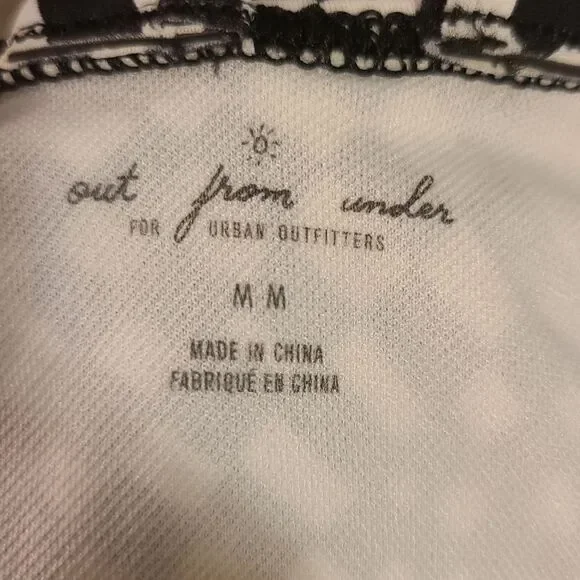 out from under
FOR URBAN OUTFITTERS
M M
MADE IN CHINA
FABRIQUÉ EN CHINA